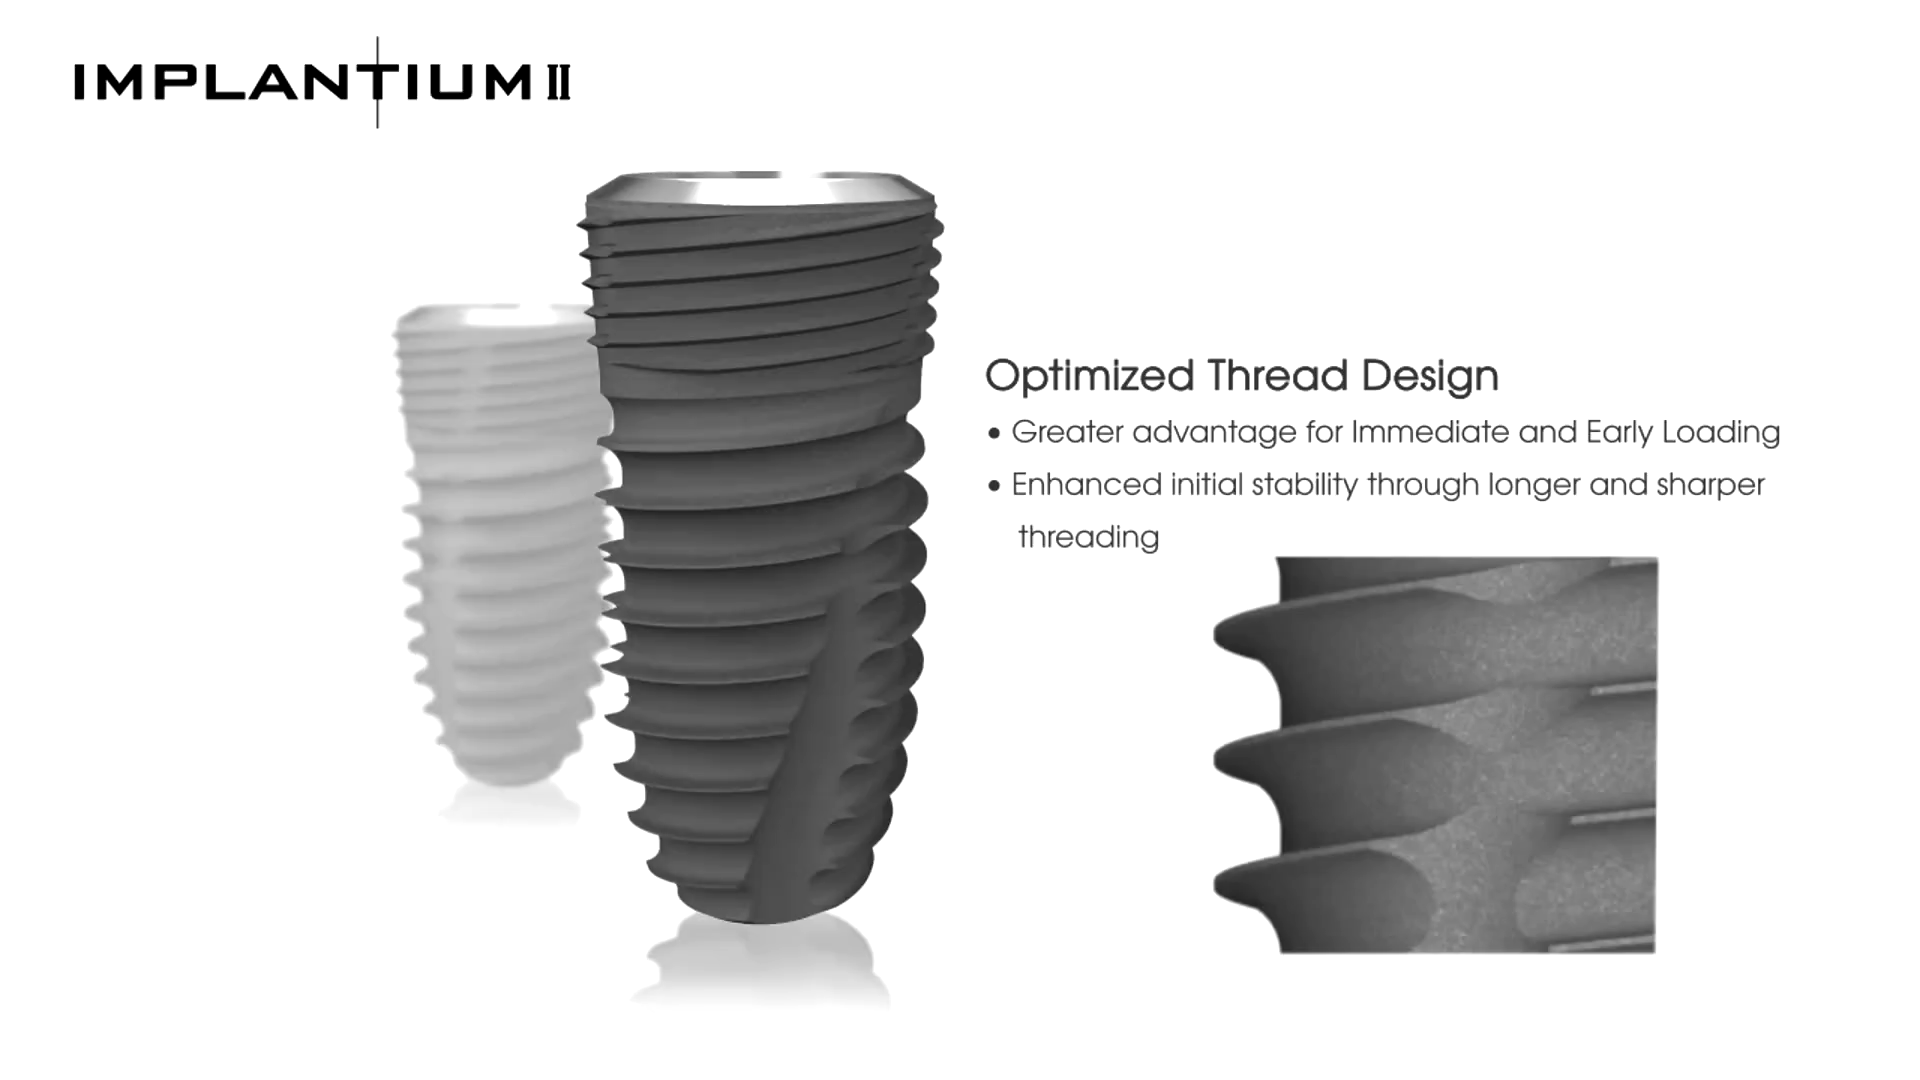 IMPLANTIUM II
Optimized Thread Design
• Greater advantage for Immediate and Early Loading
• Enhanced initial stability through longer and sharper
threading